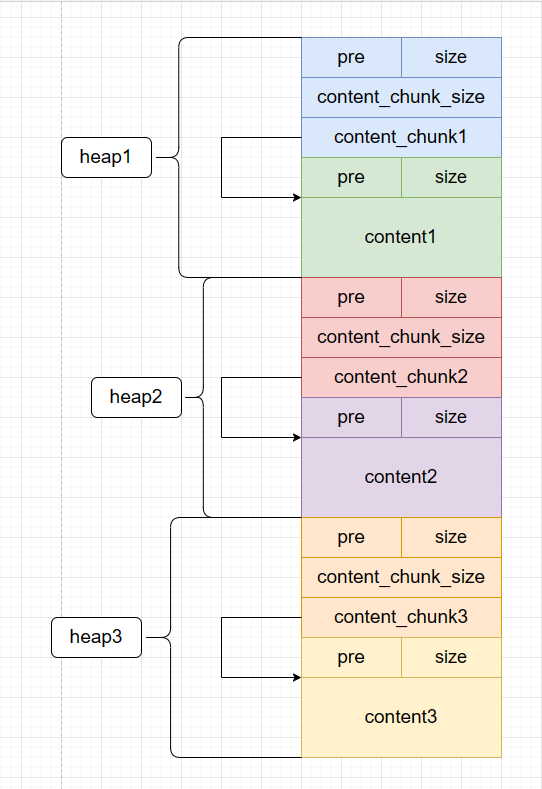 pre size
content_chunk_size
heap1
content_chunk1
pre size
content1
pre size
content_chunk_size
heap2
content_chunk2
pre size
content2
pre size
content_chunk_size
heap3
content_chunk3
pre size
content3